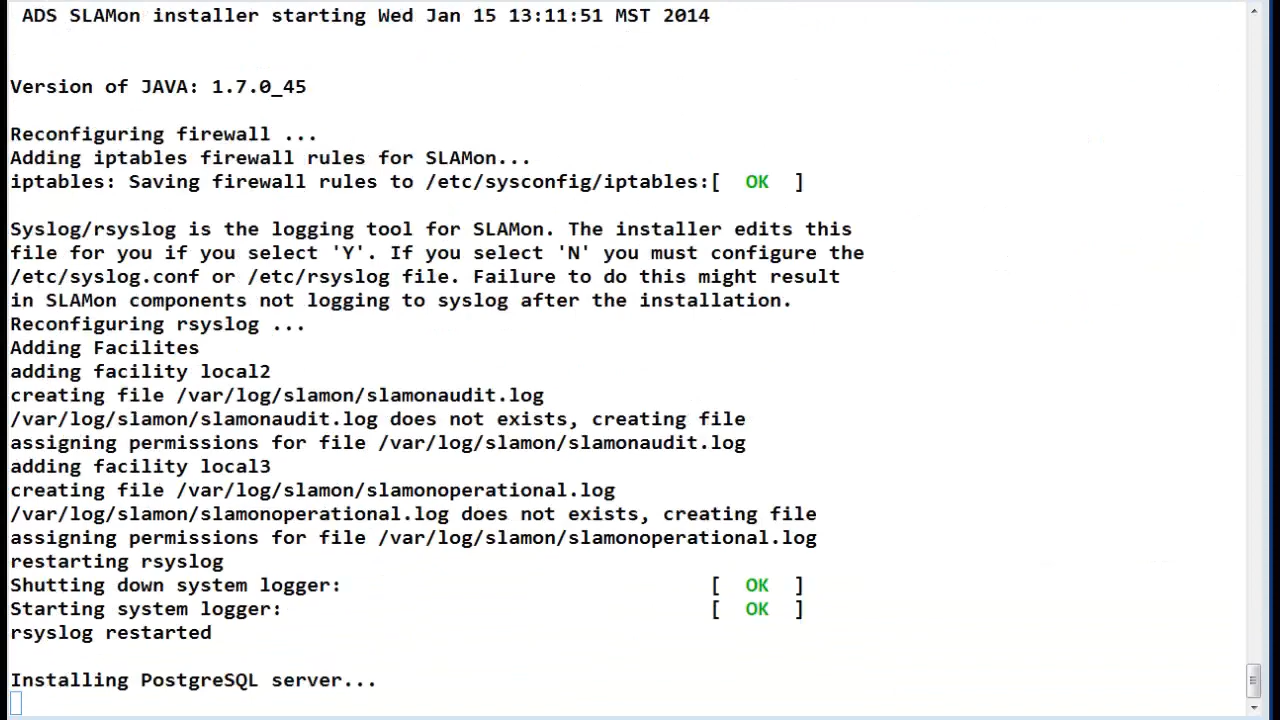 ADS SLAMon installer starting Wed Jan 15 13:11:51 MST 2014
Version of JAVA: 1.7.0_45
Reconfiguring firewall ...
Adding iptables firewall rules for SLAMon...
iptables: Saving firewall rules to /etc/sysconfig/iptables:[  OK  ]
Syslog/rsyslog is the logging tool for SLAMon. The installer edits this
file for you if you select 'Y'. If you select 'N' you must configure the
/etc/syslog.conf or /etc/rsyslog file. Failure to do this might result
in SLAMon components not logging to syslog after the installation.
Reconfiguring rsyslog ...
Adding Facilites
adding facility local2
creating file /var/log/slamon/slamonaudit.log
/var/log/slamon/slamonaudit.log does not exists, creating file
assigning permissions for file /var/log/slamon/slamonaudit.log
adding facility local3
creating file /var/log/slamon/slamonoperational.log
/var/log/slamon/slamonoperational.log does not exists, creating file
assigning permissions for file /var/log/slamon/slamonoperational.log
restarting rsyslog
Shutting down system logger: [  OK  ]
Starting system logger: [  OK  ]
rsyslog restarted
Installing PostgreSQL server...